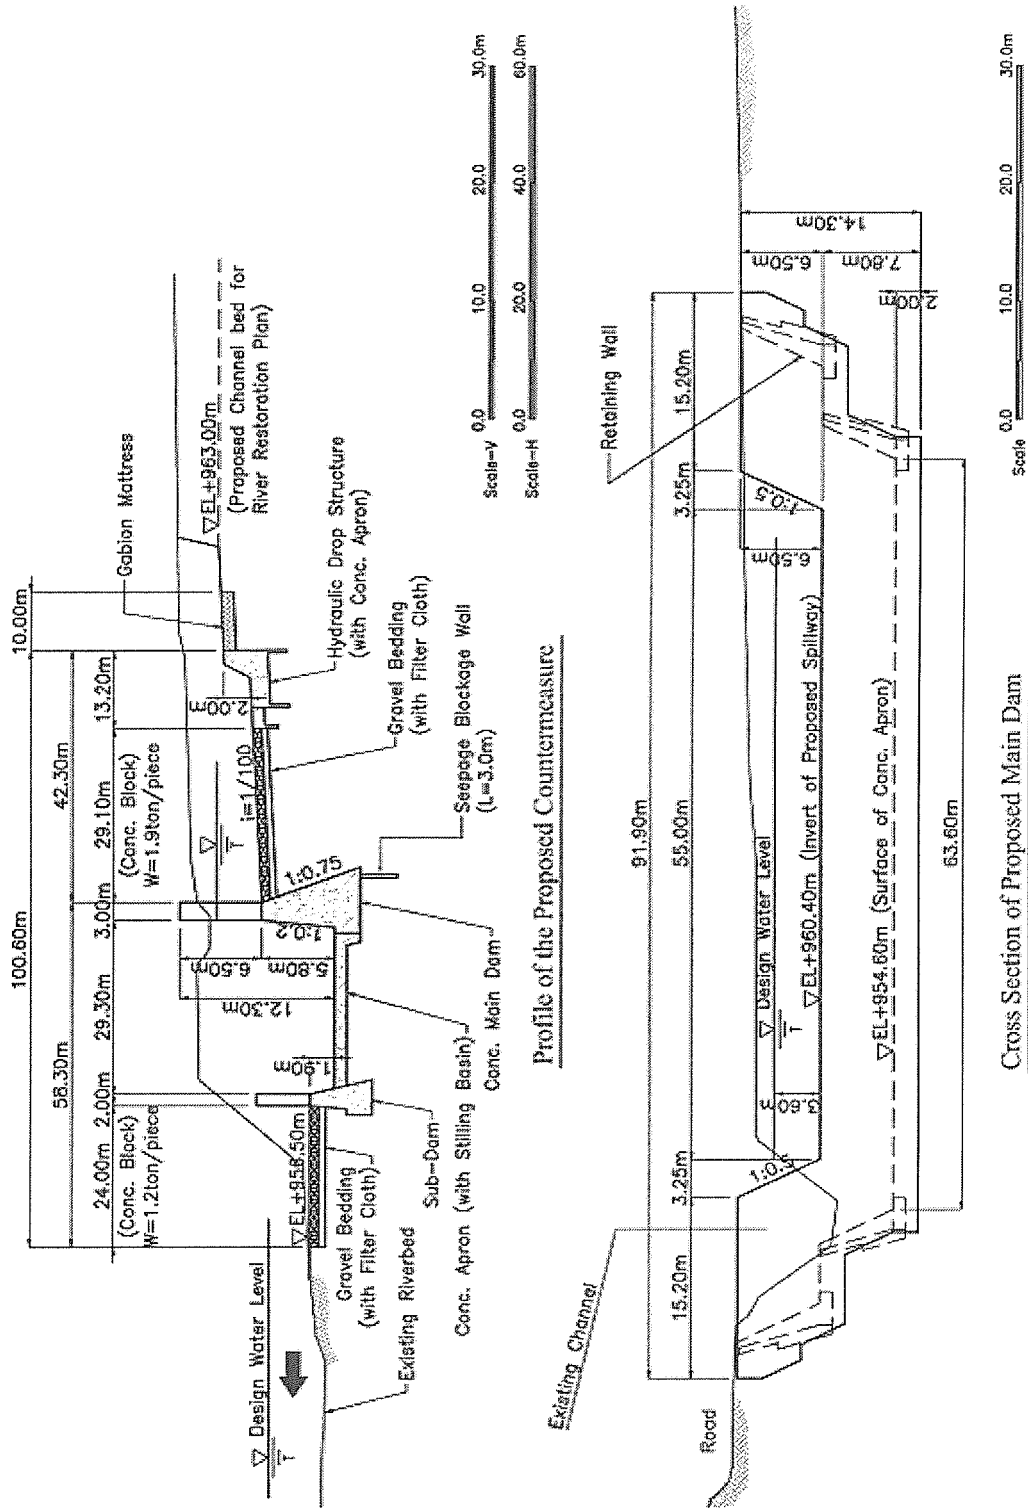 100.60m
10.00m
58.30m
42.30m
24.00m
2.00m
29.30m
3.00m
29.10m
13.20m
(Conc. Block)
W=1.2ton/piece
(Conc. Block)
W=1.9ton/piece
Gabion Mattress
EL+963.00m
(Proposed Channel bed for
River Restoration Plan)
Design Water Level
EL+956.50m
12.30m
6.50m
5.80m
1:0.2
1:0.75
i=1/100
2.00m
1.90m
Hydraulic Drop Structure
(with Conc. Apron)
Gravel Bedding
(with Filter Cloth)
Seepage Blockage Wall
(L=3.0m)
Conc. Main Dam
Conc. Apron (with Stilling Basin)
Sub-Dam
Gravel Bedding
(with Filter Cloth)
Existing Riverbed
Scale=V
0.0 10.0 20.0 30.0m
Scale=H
0.0 20.0 40.0 60.0m
Profile of the Proposed Countermeasure
91.90m
15.20m
3.25m
55.00m
3.25m
15.20m
Existing Channel
Road
Retaining Wall
1:0.5
1:0.5
Design Water Level
3.60m
6.50m
6.50m
7.80m
14.30m
2.00m
EL+960.40m (Invert of Proposed Spillway)
EL+954.60m (Surface of Conc. Apron)
63.60m
Scale
0.0 10.0 20.0 30.0m
Cross Section of Proposed Main Dam